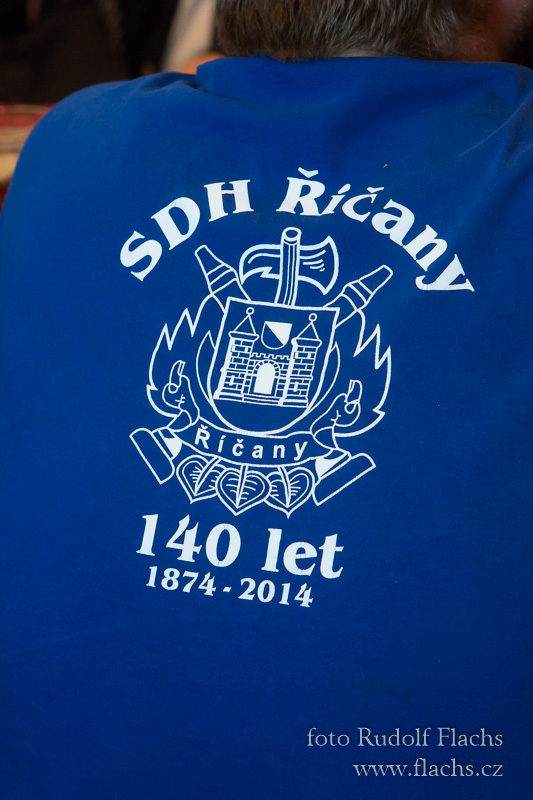 SDH Říčany
Říčany
140 let
1874 - 2014
foto Rudolf Flachs
www.flachs.cz